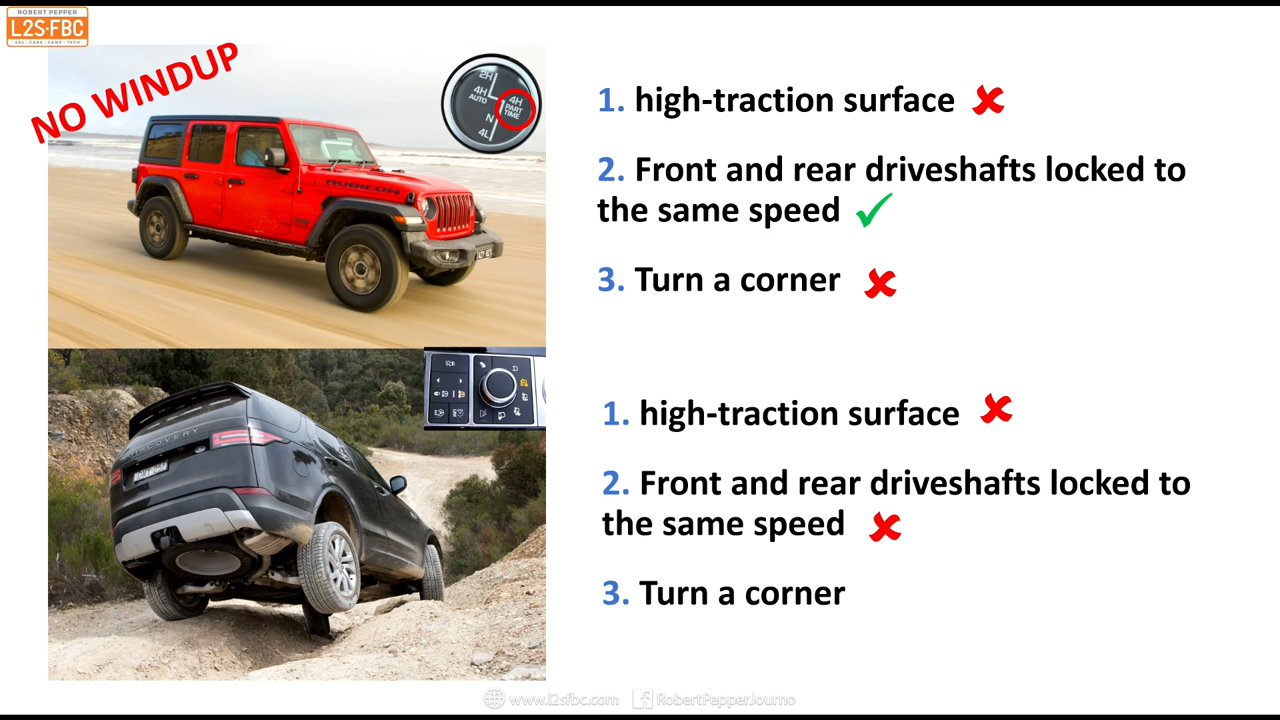 ROBERT PEPPER
L2S·FBC
4X4 - CARS - CAMP - TECH
NO WINDUP
2H
4H
AUTO
4H
PART
TIME
N
4L
RUBICON
1. high-traction surface
2. Front and rear driveshafts locked to
the same speed
3. Turn a corner
DISCOVERY
1. high-traction surface
2. Front and rear driveshafts locked to
the same speed
3. Turn a corner
www.l2sfbc.com
RobertPepperJourno